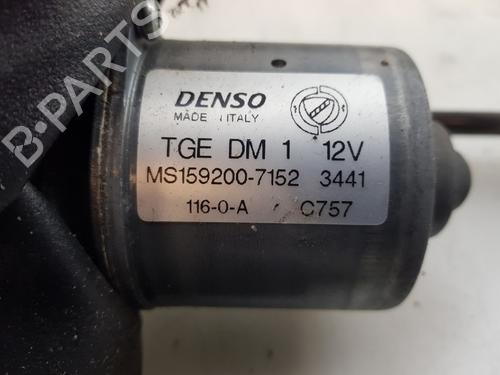 B-PARTS
DENSO
MADE IN ITALY
TGE DM 1 12V
MS159200-7152 3441
116-0-A C757